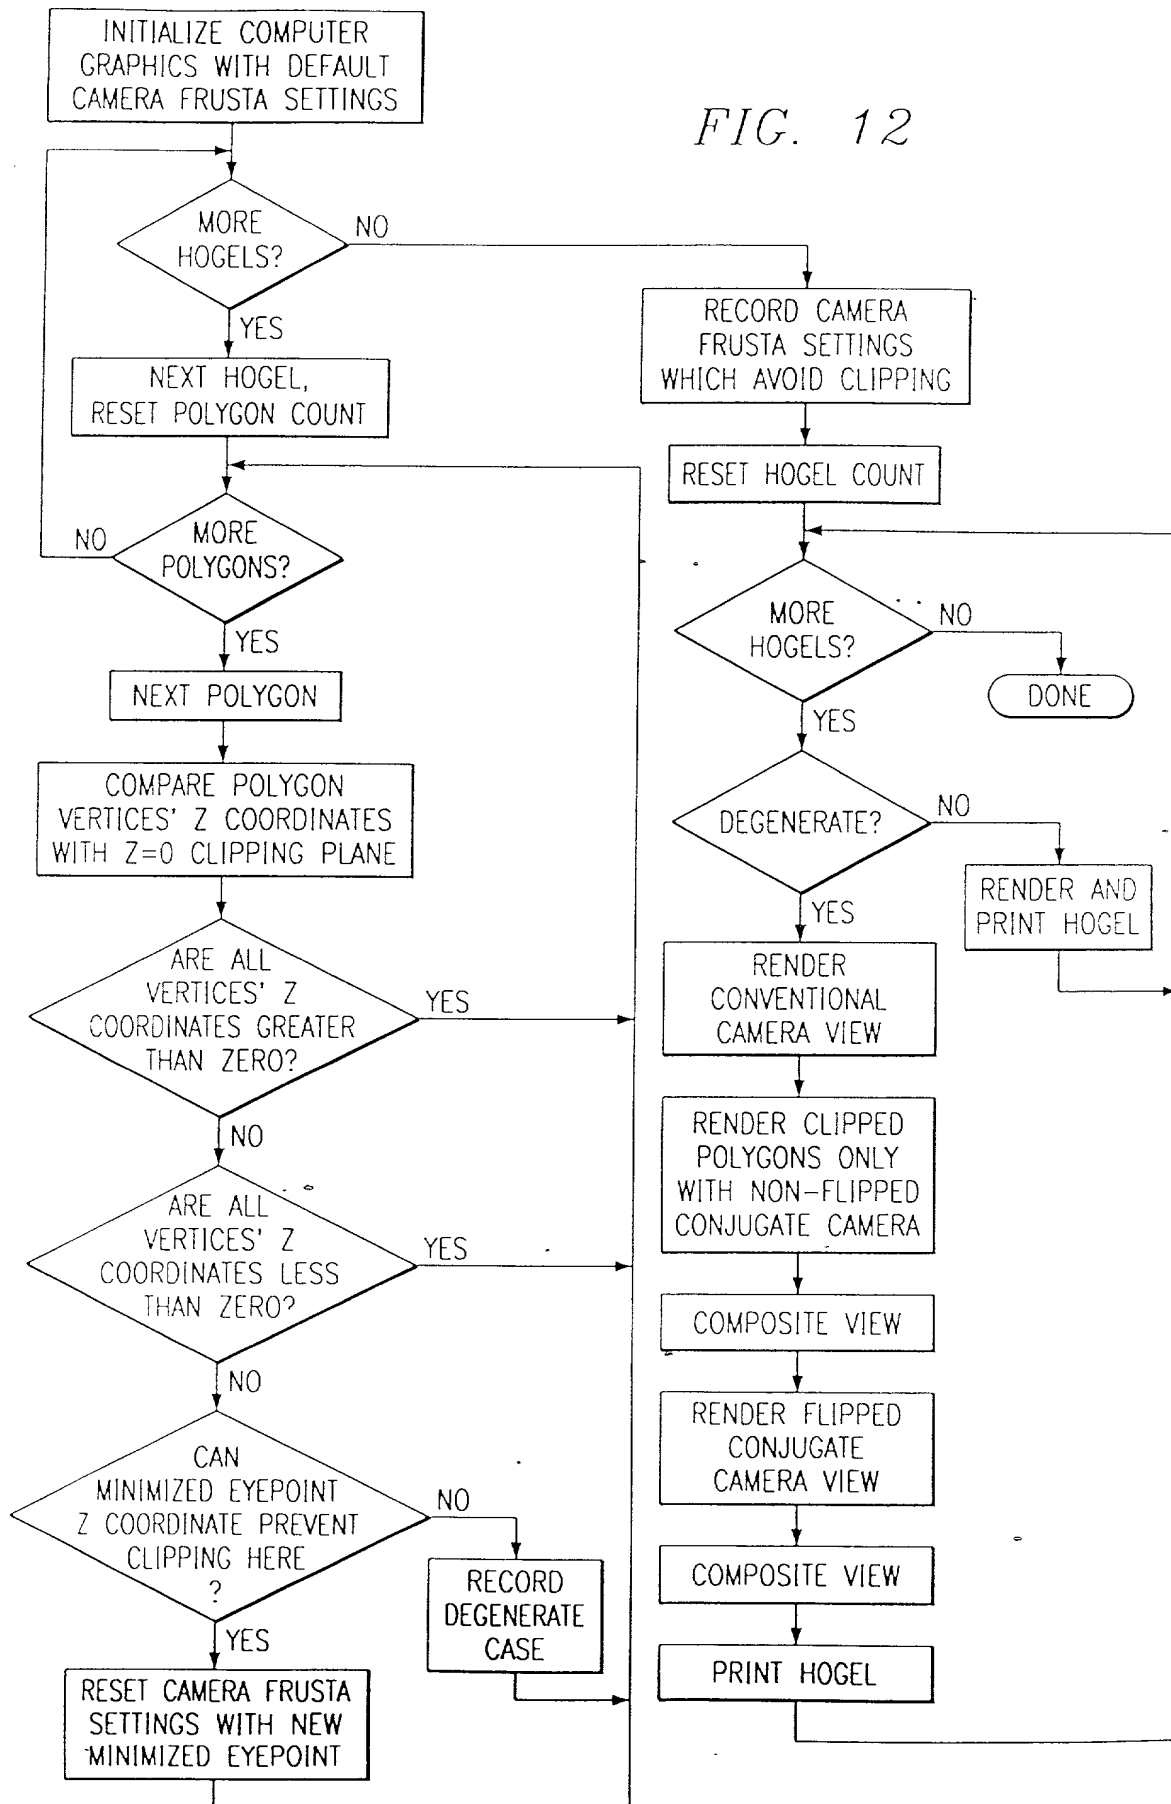 INITIALIZE COMPUTER
GRAPHICS WITH DEFAULT
CAMERA FRUSTA SETTINGS
FIG. 12
MORE
HOGELS?
NO
YES
NEXT HOGEL,
RESET POLYGON COUNT
MORE
POLYGONS?
NO
YES
NEXT POLYGON
COMPARE POLYGON
VERTICES' Z COORDINATES
WITH Z=0 CLIPPING PLANE
ARE ALL
VERTICES' Z
COORDINATES GREATER
THAN ZERO?
YES
NO
ARE ALL
VERTICES' Z
COORDINATES LESS
THAN ZERO?
YES
NO
CAN
MINIMIZED EYEPOINT
Z COORDINATE PREVENT
CLIPPING HERE
?
NO
YES
RECORD
DEGENERATE
CASE
RESET CAMERA FRUSTA
SETTINGS WITH NEW
MINIMIZED EYEPOINT
RECORD CAMERA
FRUSTA SETTINGS
WHICH AVOID CLIPPING
RESET HOGEL COUNT
MORE
HOGELS?
NO
DONE
YES
DEGENERATE?
NO
RENDER AND
PRINT HOGEL
YES
RENDER
CONVENTIONAL
CAMERA VIEW
RENDER CLIPPED
POLYGONS ONLY
WITH NON-FLIPPED
CONJUGATE CAMERA
COMPOSITE VIEW
RENDER FLIPPED
CONJUGATE
CAMERA VIEW
COMPOSITE VIEW
PRINT HOGEL